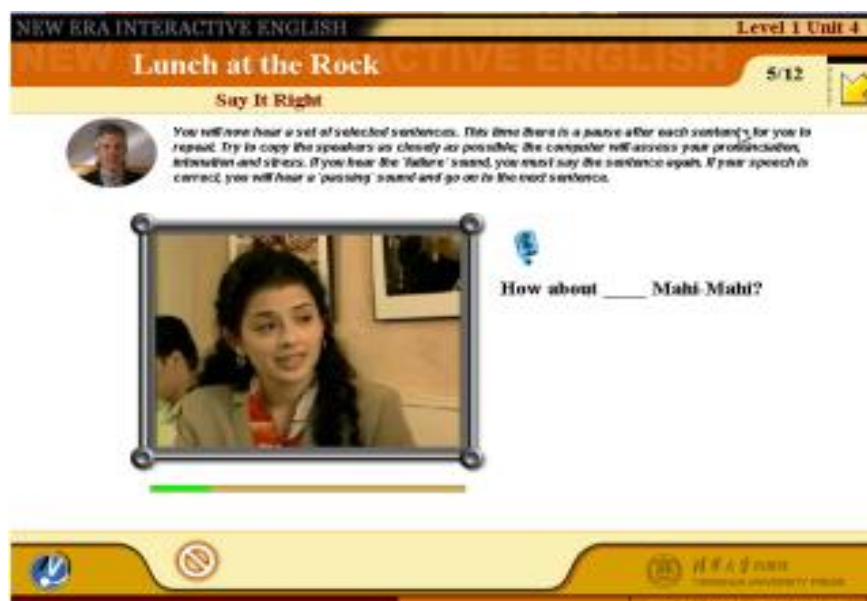 NEW ERA INTERACTIVE ENGLISH
Level 1 Unit 4
Lunch at the Rock
5/12
Say It Right
You will now hear a set of selected sentences. This time there is a pause after each sentence for you to
repeat. Try to copy the speakers as closely as possible; the computer will assess your pronunciation,
intonation and stress. If you hear the 'failure' sound, you must say the sentence again. If your speech is
correct, you will hear a 'passing' sound and go on to the next sentence.
How about ____ Mahi-Mahi?
清华大学出版社
TSINGHUA UNIVERSITY PRESS